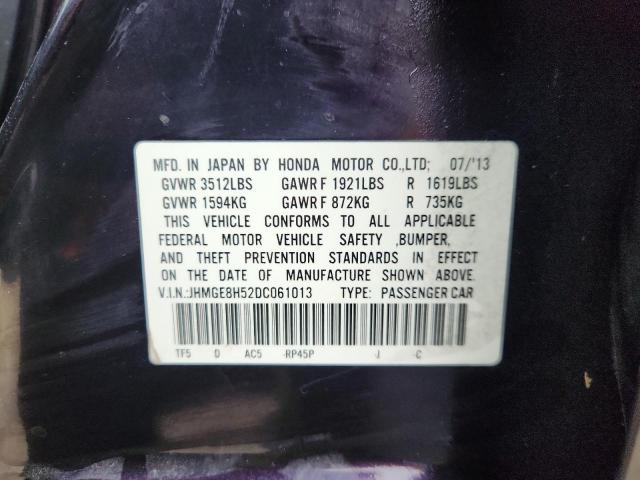 MFD. IN JAPAN BY HONDA MOTOR CO.,LTD; 07/'13
GVWR 3512LBS GAWR F 1921LBS R 1619LBS
GVWR 1594KG GAWR F 872KG R 735KG
THIS VEHICLE CONFORMS TO ALL APPLICABLE
FEDERAL MOTOR VEHICLE SAFETY ,BUMPER,
AND THEFT PREVENTION STANDARDS IN EFFECT
ON THE DATE OF MANUFACTURE SHOWN ABOVE.
V.I.N.:JHMGE8H52DC061013 TYPE: PASSENGER CAR
TF5 D AC5 -RP45P -J -C